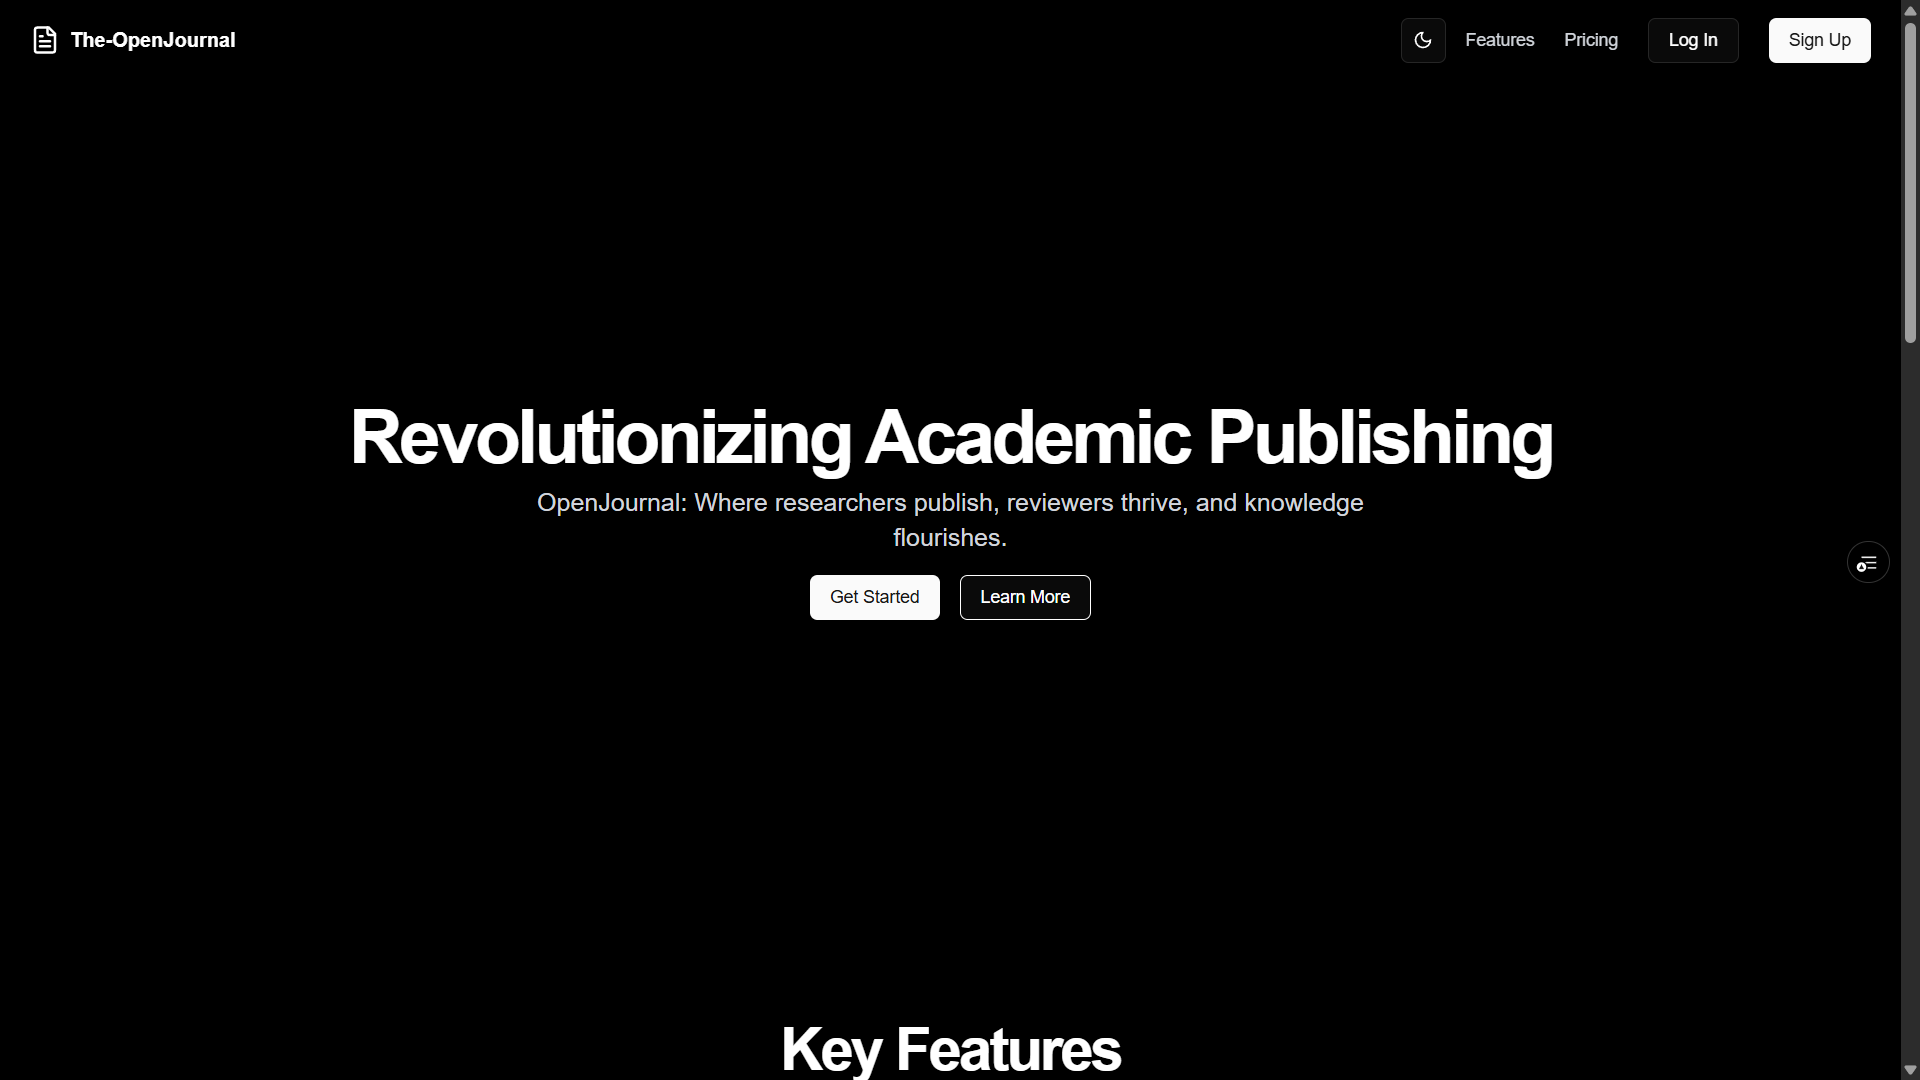 The-OpenJournal
Features
Pricing
Log In
Sign Up
Revolutionizing Academic Publishing
OpenJournal: Where researchers publish, reviewers thrive, and knowledge
flourishes.
Get Started
Learn More
Key Features